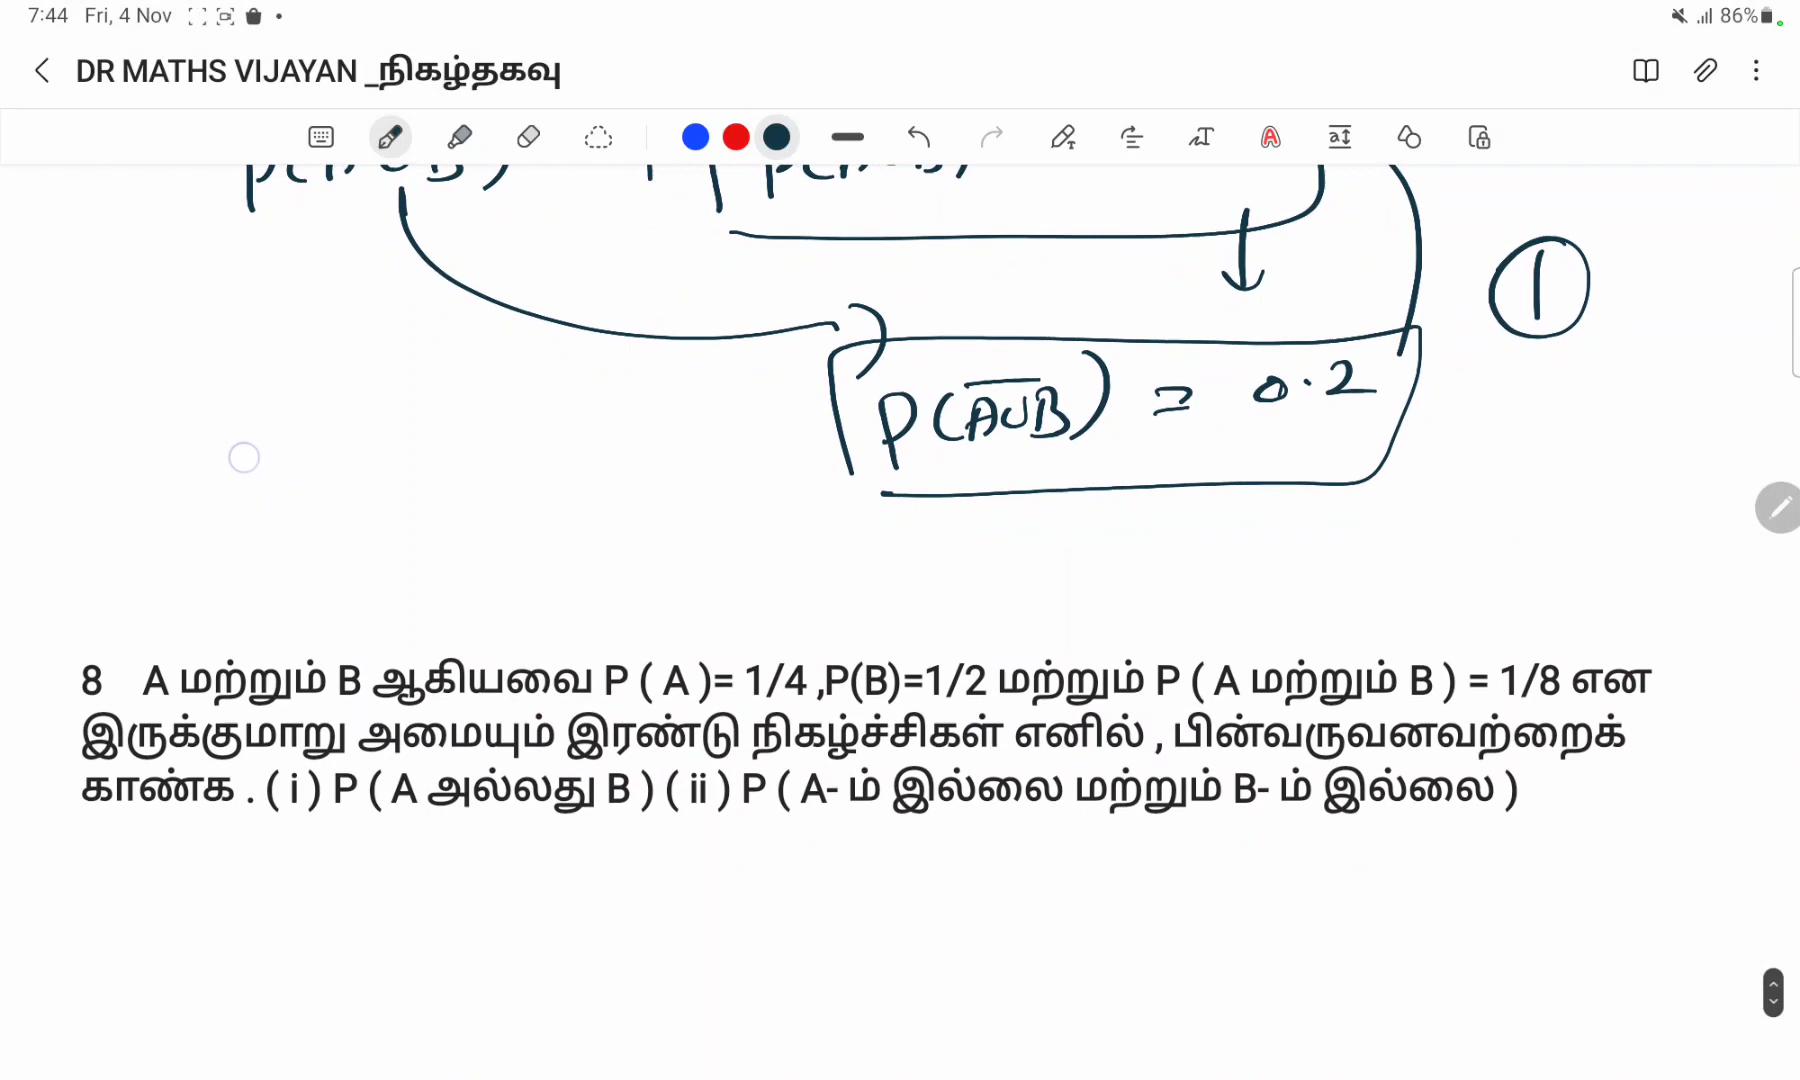 7:44 Fri, 4 Nov 86%
DR MATHS VIJAYAN _நிகழ்தகவு
1
P(A∪B)‾ = 0.2
8 A மற்றும் B ஆகியவை P ( A )= 1/4 ,P(B)=1/2 மற்றும் P ( A மற்றும் B ) = 1/8 என
இருக்குமாறு அமையும் இரண்டு நிகழ்ச்சிகள் எனில் , பின்வருவனவற்றைக்
காண்க . ( i ) P ( A அல்லது B ) ( ii ) P ( A- ம் இல்லை மற்றும் B- ம் இல்லை )